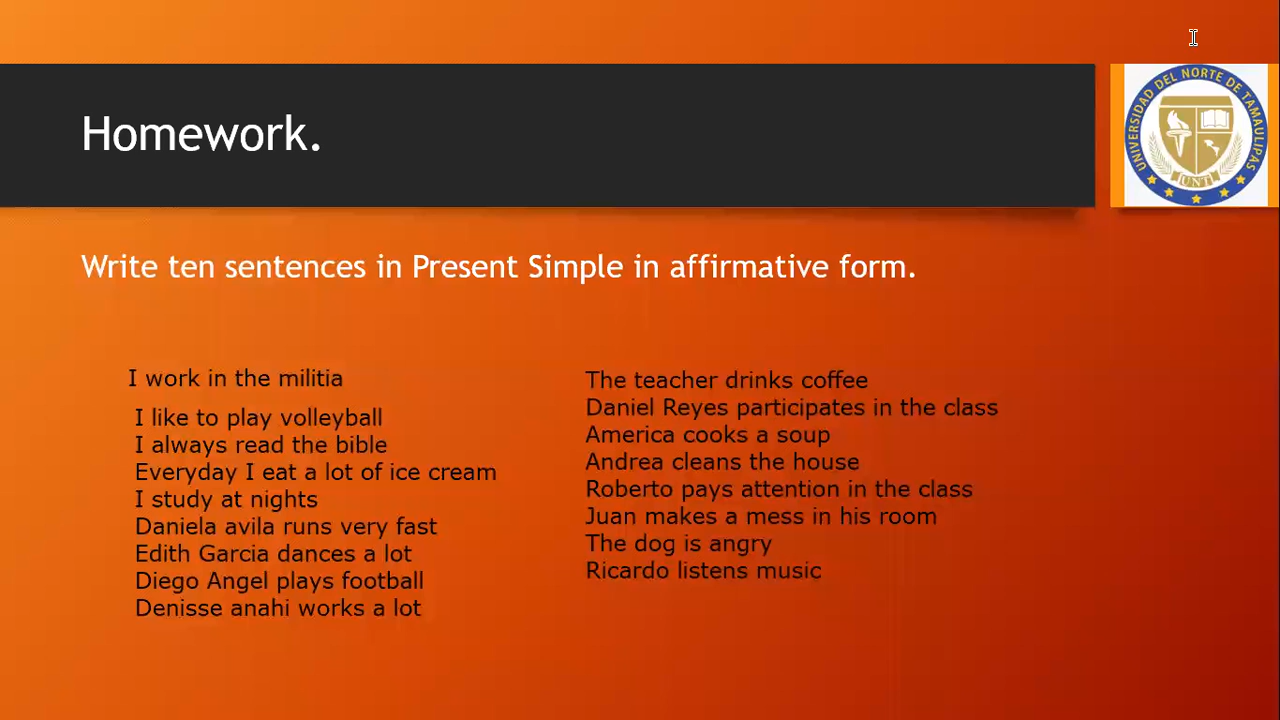 Homework.
UNIVERSIDAD DEL NORTE DE TAMAULIPAS
UNT
Write ten sentences in Present Simple in affirmative form.
I work in the militia
I like to play volleyball
I always read the bible
Everyday I eat a lot of ice cream
I study at nights
Daniela avila runs very fast
Edith Garcia dances a lot
Diego Angel plays football
Denisse anahi works a lot
The teacher drinks coffee
Daniel Reyes participates in the class
America cooks a soup
Andrea cleans the house
Roberto pays attention in the class
Juan makes a mess in his room
The dog is angry
Ricardo listens music